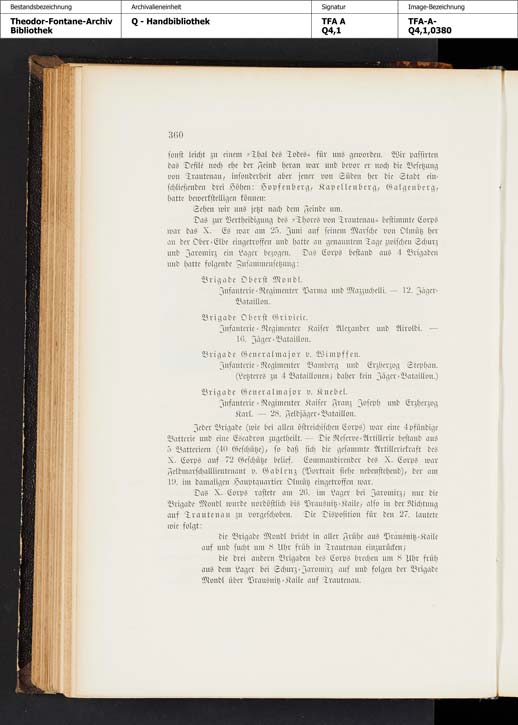 Bestandsbezeichnung Archivalieneinheit Signatur Image-Bezeichnung
Theodor-Fontane-Archiv Q - Handbibliothek TFA A TFA-A-
Bibliothek Q4,1 Q4,1,0380
360
sonst leicht zu einem »Thal des Todes« für uns geworden. Wir passirten
das Defilé noch ehe der Feind heran war und bevor er noch die Besetzung
von Trautenau, insonderheit aber jener von Süden her die Stadt ein-
schließenden drei Höhen: Hopfenberg, Kapellenberg, Galgenberg,
hatte bewerkstelligen können.
Sehen wir uns jetzt nach dem Feinde um.
Das zur Vertheidigung des »Thores von Trautenau« bestimmte Corps
war das X. Es war am 25. Juni auf seinem Marsche von Olmütz her
an der Ober-Elbe eingetroffen und hatte an genanntem Tage zwischen Schurz
und Jaromirz ein Lager bezogen. Das Corps bestand aus 4 Brigaden
und hatte folgende Zusammensetzung:
Brigade Oberst Mondl.
Infanterie-Regimenter Parma und Mazzuchelli. — 12. Jäger-
Bataillon.
Brigade Oberst Grivicic.
Infanterie-Regimenter Kaiser Alexander und Airoldi. —
16. Jäger-Bataillon.
Brigade Generalmajor v. Wimpffen.
Infanterie-Regimenter Bamberg und Erzherzog Stephan.
(Letzteres zu 4 Bataillonen; daher kein Jäger-Bataillon.)
Brigade Generalmajor v. Knebel.
Infanterie-Regimenter Kaiser Franz Joseph und Erzherzog
Karl. — 28. Feldjäger-Bataillon.
Jeder Brigade (wie bei allen östreichischen Corps) war eine 4pfündige
Batterie und eine Escadron zugetheilt. — Die Reserve-Artillerie bestand aus
5 Batterieen (40 Geschütze), so daß sich die gesammte Artilleriekraft des
X. Corps auf 72 Geschütze belief. Commandirender des X. Corps war
Feldmarschalllieutenant v. Gablenz (Portrait siehe nebenstehend), der am
19. im damaligen Hauptquartier Olmütz eingetroffen war.
Das X. Corps rastete am 26. im Lager bei Jaromirz; nur die
Brigade Mondl wurde nordöstlich bis Prausnitz-Kaile, also in der Richtung
auf Trautenau zu vorgeschoben. Die Disposition für den 27. lautete
wie folgt:
die Brigade Mondl bricht in aller Frühe aus Prausnitz-Kaile
auf und sucht um 8 Uhr früh in Trautenau einzurücken;
die drei andern Brigaden des Corps brechen um 8 Uhr früh
aus dem Lager bei Schurz-Jaromirz auf und folgen der Brigade
Mondl über Prausnitz-Kaile auf Trautenau.